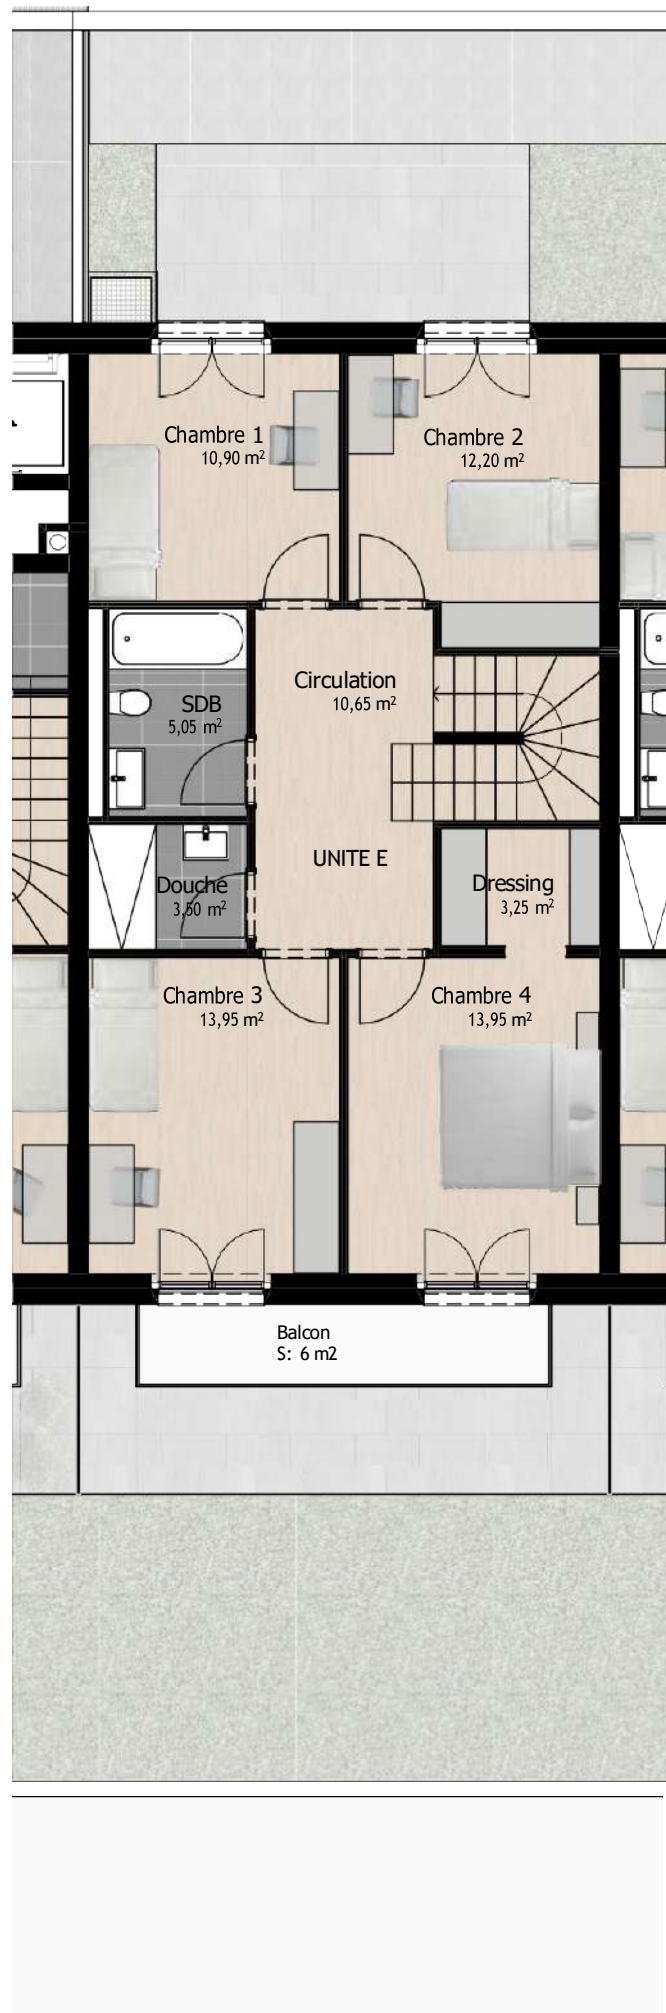 Chambre 1
10,90 m²
Chambre 2
12,20 m²
Circulation
10,65 m²
SDB
5,05 m²
UNITE E
Douche
3,50 m²
Dressing
3,25 m²
Chambre 3
13,95 m²
Chambre 4
13,95 m²
Balcon
S: 6 m2